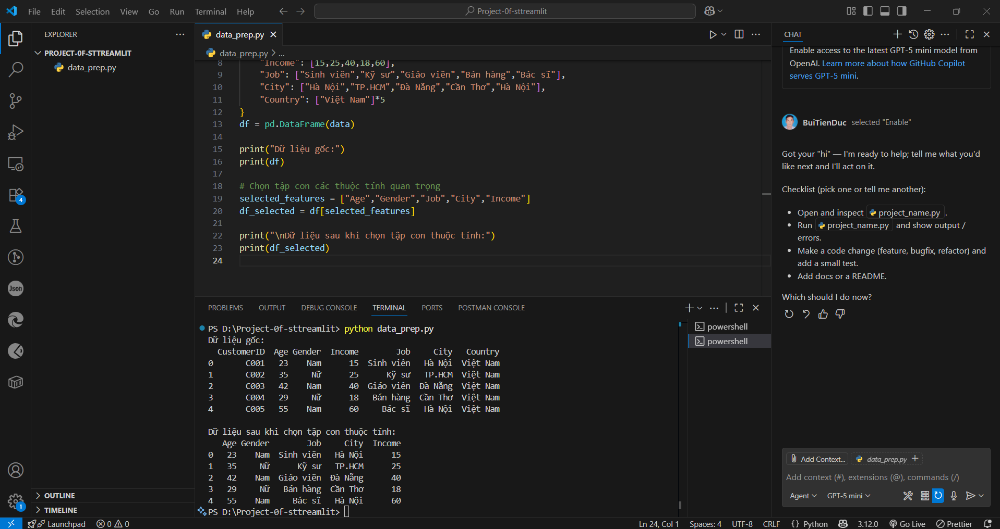 File Edit Selection View Go Run Terminal Help
Project-0f-sttreamlit
EXPLORER
PROJECT-0F-STTREAMLIT
data_prep.py
4
Json
1
OUTLINE
TIMELINE
data_prep.py
data_prep.py > ...
8 "Income": [15,25,40,18,60],
9 "Job": ["Sinh viên","Kỹ sư","Giáo viên","Bán hàng","Bác sĩ"],
10 "City": ["Hà Nội","TP.HCM","Đà Nẵng","Cần Thơ","Hà Nội"],
11 "Country": ["Việt Nam"]*5
12 }
13 df = pd.DataFrame(data)
14
15 print("Dữ liệu gốc:")
16 print(df)
17
18 # Chọn tập con các thuộc tính quan trọng
19 selected_features = ["Age","Gender","Job","City","Income"]
20 df_selected = df[selected_features]
21
22 print("\nDữ liệu sau khi chọn tập con thuộc tính:")
23 print(df_selected)
24
PROBLEMS OUTPUT DEBUG CONSOLE TERMINAL PORTS POSTMAN CONSOLE
PS D:\Project-0f-sttreamlit> python data_prep.py
Dữ liệu gốc:
CustomerID Age Gender Income Job City Country
0 C001 23 Nam 15 Sinh viên Hà Nội Việt Nam
1 C002 35 Nữ 25 Kỹ sư TP.HCM Việt Nam
2 C003 42 Nam 40 Giáo viên Đà Nẵng Việt Nam
3 C004 29 Nữ 18 Bán hàng Cần Thơ Việt Nam
4 C005 55 Nam 60 Bác sĩ Hà Nội Việt Nam
Dữ liệu sau khi chọn tập con thuộc tính:
Age Gender Job City Income
0 23 Nam Sinh viên Hà Nội 15
1 35 Nữ Kỹ sư TP.HCM 25
2 42 Nam Giáo viên Đà Nẵng 40
3 29 Nữ Bán hàng Cần Thơ 18
4 55 Nam Bác sĩ Hà Nội 60
PS D:\Project-0f-sttreamlit>
powershell
powershell
CHAT
Enable access to the latest GPT-5 mini model from
OpenAI. Learn more about how GitHub Copilot
serves GPT-5 mini.
BuiTienDuc selected "Enable"
Got your "hi" — I'm ready to help; tell me what you'd
like next and I'll act on it.
Checklist (pick one or tell me another):
• Open and inspect project_name.py .
• Run project_name.py and show output /
errors.
• Make a code change (feature, bugfix, refactor) and
add a small test.
• Add docs or a README.
Which should I do now?
Add Context... data_prep.py
Add context (#), extensions (@), commands (/)
Agent GPT-5 mini
Launchpad 0 0
Ln 24, Col 1 Spaces: 4 UTF-8 CRLF {} Python 3.12.0 Go Live Prettier